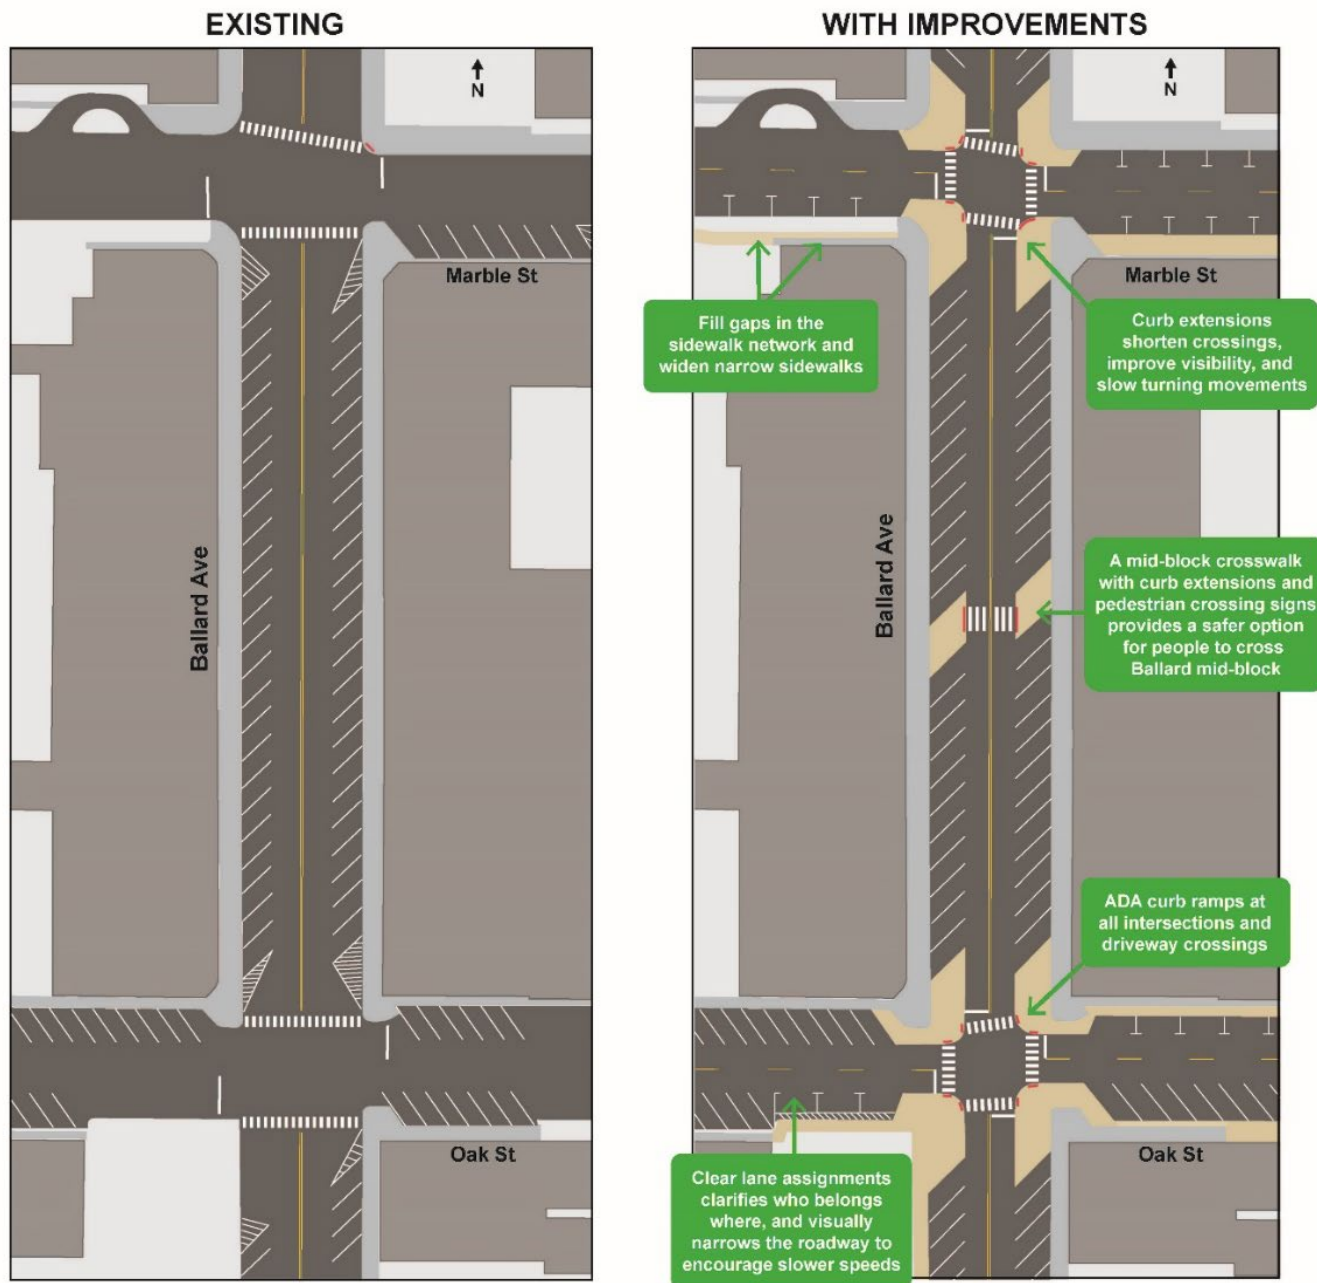 EXISTING
N
Marble St
Ballard Ave
Oak St
WITH IMPROVEMENTS
N
Marble St
Fill gaps in the
sidewalk network and
widen narrow sidewalks
Curb extensions
shorten crossings,
improve visibility, and
slow turning movements
Ballard Ave
A mid-block crosswalk
with curb extensions and
pedestrian crossing signs
provides a safer option
for people to cross
Ballard mid-block
ADA curb ramps at
all intersections and
driveway crossings
Oak St
Clear lane assignments
clarifies who belongs
where, and visually
narrows the roadway to
encourage slower speeds